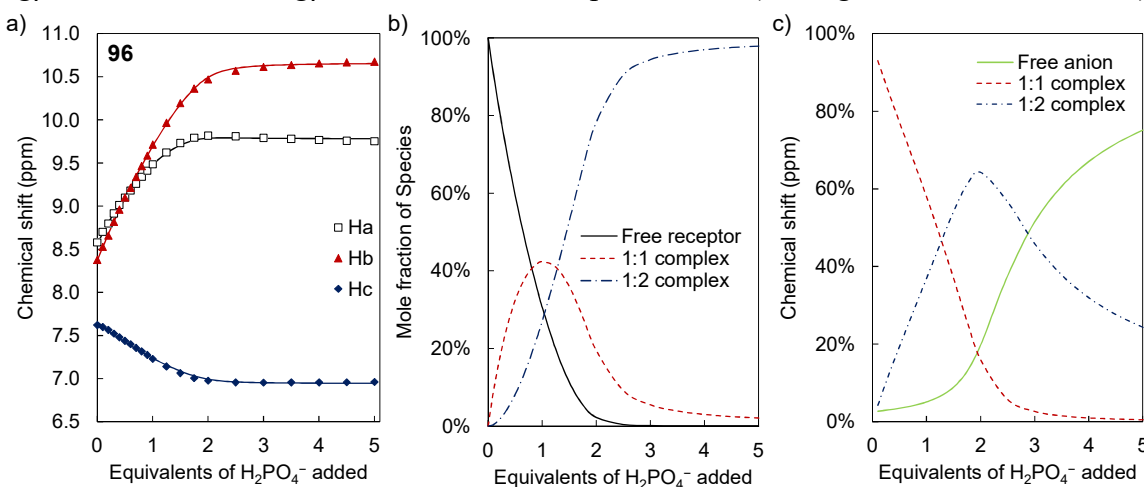 a)
96
Chemical shift (ppm)
11.0
10.5
10.0
9.5
9.0
8.5
8.0
7.5
7.0
6.5
Ha
Hb
Hc
0 1 2 3 4 5
Equivalents of H₂PO₄⁻ added
b)
Mole fraction of Species
100%
80%
60%
40%
20%
0%
Free receptor
1:1 complex
1:2 complex
0 1 2 3 4 5
Equivalents of H₂PO₄⁻ added
c)
Chemical shift (ppm)
100%
80%
60%
40%
20%
0%
Free anion
1:1 complex
1:2 complex
0 1 2 3 4 5
Equivalents of H₂PO₄⁻ added